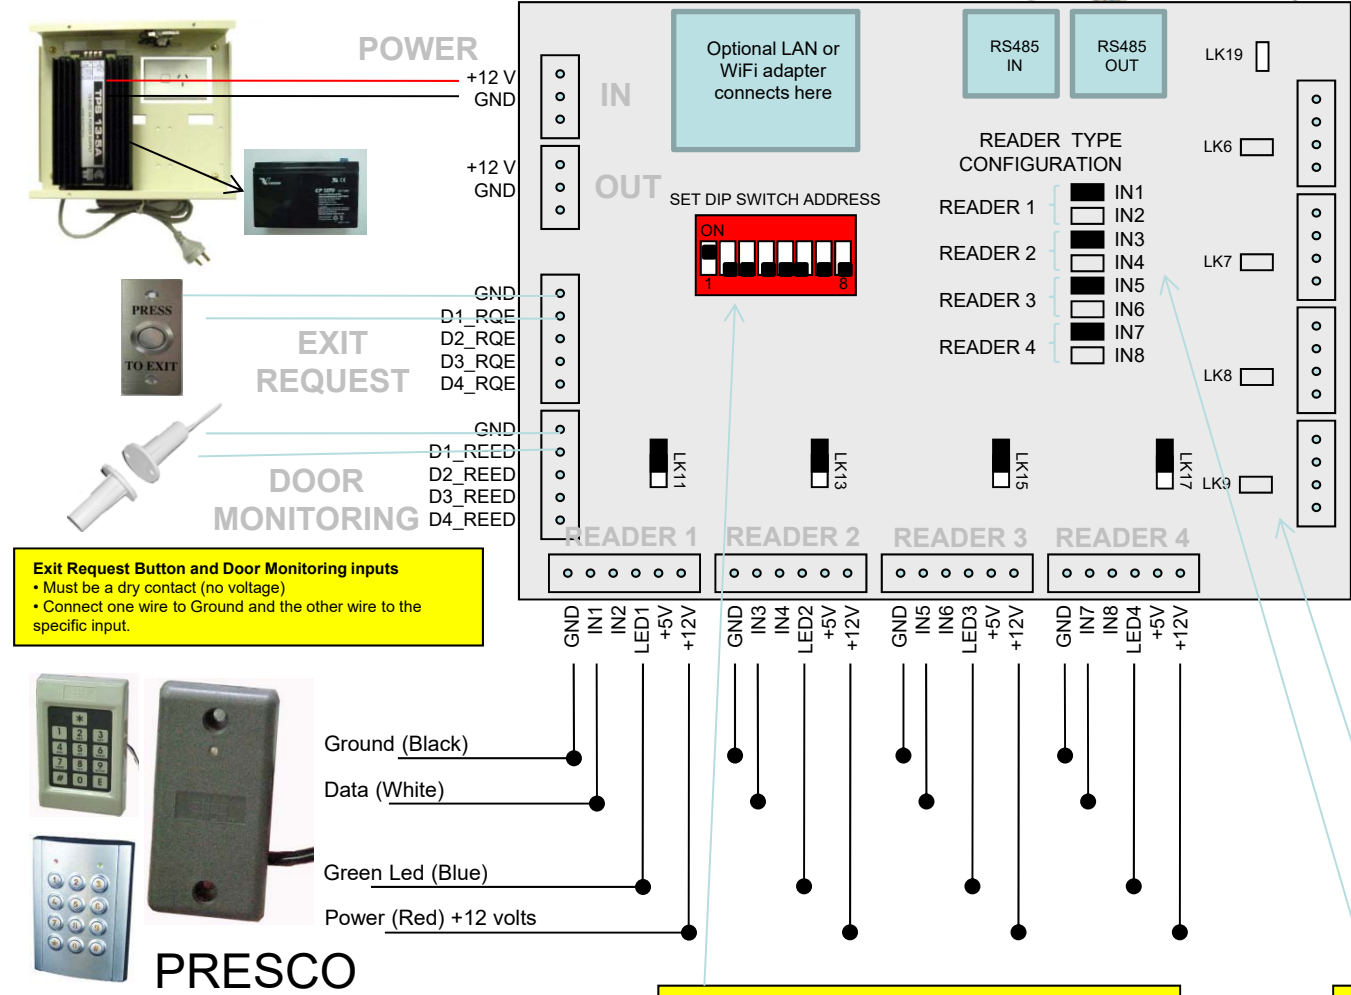 POWER
+12 V
GND
IN
+12 V
GND
OUT
Optional LAN or
WiFi adapter
connects here
RS485
IN
RS485
OUT
LK19
LK6
LK7
LK8
LK9
READER TYPE
CONFIGURATION
READER 1
IN1
IN2
READER 2
IN3
IN4
READER 3
IN5
IN6
READER 4
IN7
IN8
SET DIP SWITCH ADDRESS
ON
1
8
TPS 13-5A
CP 1270
PRESS
TO EXIT
EXIT
REQUEST
GND
D1_RQE
D2_RQE
D3_RQE
D4_RQE
DOOR
MONITORING
GND
D1_REED
D2_REED
D3_REED
D4_REED
LK11
LK13
LK15
LK17
READER 1
READER 2
READER 3
READER 4
Exit Request Button and Door Monitoring inputs
• Must be a dry contact (no voltage)
• Connect one wire to Ground and the other wire to the
specific input.
GND
IN1
IN2
LED1
+5V
+12V
GND
IN3
IN4
LED2
+5V
+12V
GND
IN5
IN6
LED3
+5V
+12V
GND
IN7
IN8
LED4
+5V
+12V
Ground (Black)
Data (White)
Green Led (Blue)
Power (Red) +12 volts
PRESCO